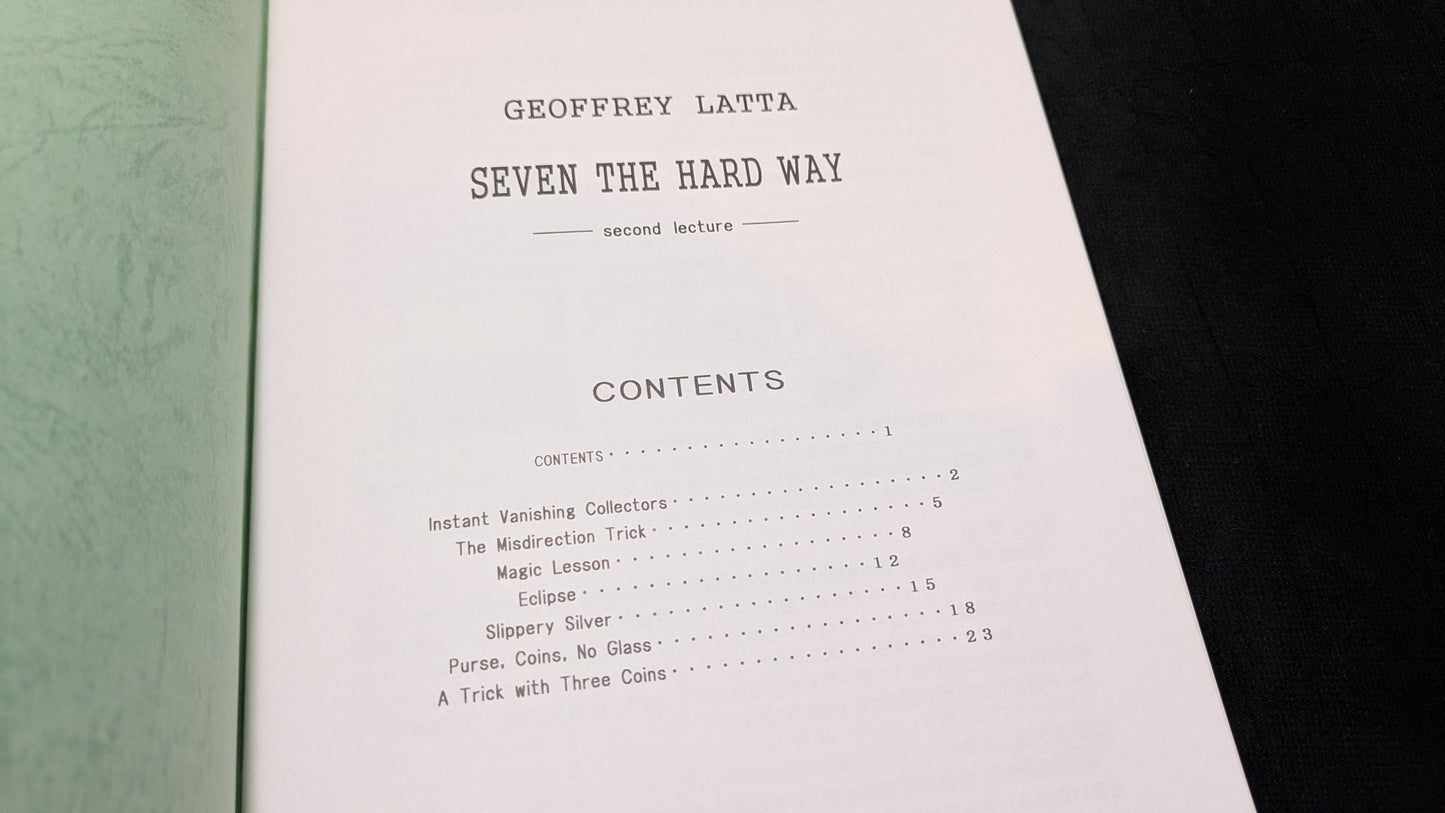 GEOFFREY LATTA
SEVEN THE HARD WAY
second lecture
CONTENTS
CONTENTS · · · · · · · · · · · · · · · · · · 1
Instant Vanishing Collectors · · · · · · · · · · · · · · · · · · 2
The Misdirection Trick · · · · · · · · · · · · · · · · · · 5
Magic Lesson · · · · · · · · · · · · · · · · · · 8
Eclipse · · · · · · · · · · · · · · · · · · 12
Slippery Silver · · · · · · · · · · · · · · · · · · 15
Purse, Coins, No Glass · · · · · · · · · · · · · · · · · · 18
A Trick with Three Coins · · · · · · · · · · · · · · · · · · 23